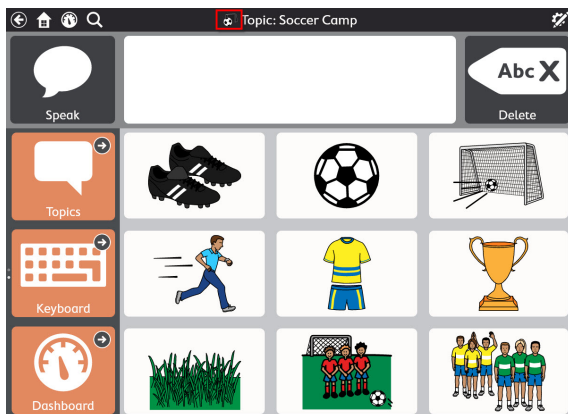 Topic: Soccer Camp
Speak
Abc X
Delete
Topics
Keyboard
Dashboard